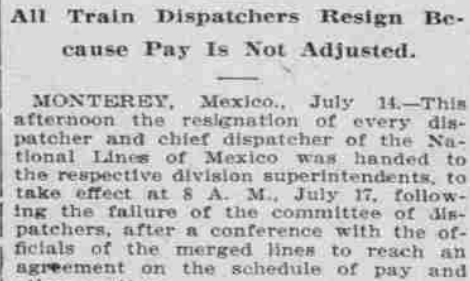 All Train Dispatchers Resign Be-
cause Pay Is Not Adjusted.
MONTEREY, Mexico., July 14.—This
afternoon the resignation of every dis-
patcher and chief dispatcher of the Na-
tional Lines of Mexico was handed to
the respective division superintendents, to
take effect at 8 A. M., July 17, follow-
ing the failure of the committee of dis-
patchers, after a conference with the of-
ficials of the merged lines to reach an
agreement on the schedule of pay and